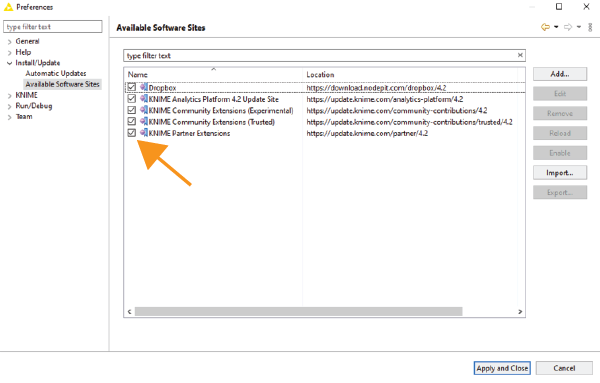 Preferences
type filter text
General
Help
Install/Update
Automatic Updates
Available Software Sites
KNIME
Run/Debug
Team
Available Software Sites
type filter text
Name Location
Dropbox https://download.nodepit.com/dropbox/4.2
KNIME Analytics Platform 4.2 Update Site https://update.knime.com/analytics-platform/4.2
KNIME Community Extensions (Experimental) https://update.knime.com/community-contributions/4.2
KNIME Community Extensions (Trusted) https://update.knime.com/community-contributions/trusted/4.2
KNIME Partner Extensions https://update.knime.com/partner/4.2
Add...
Edit
Remove
Reload
Enable
Import...
Export...
Apply and Close Cancel